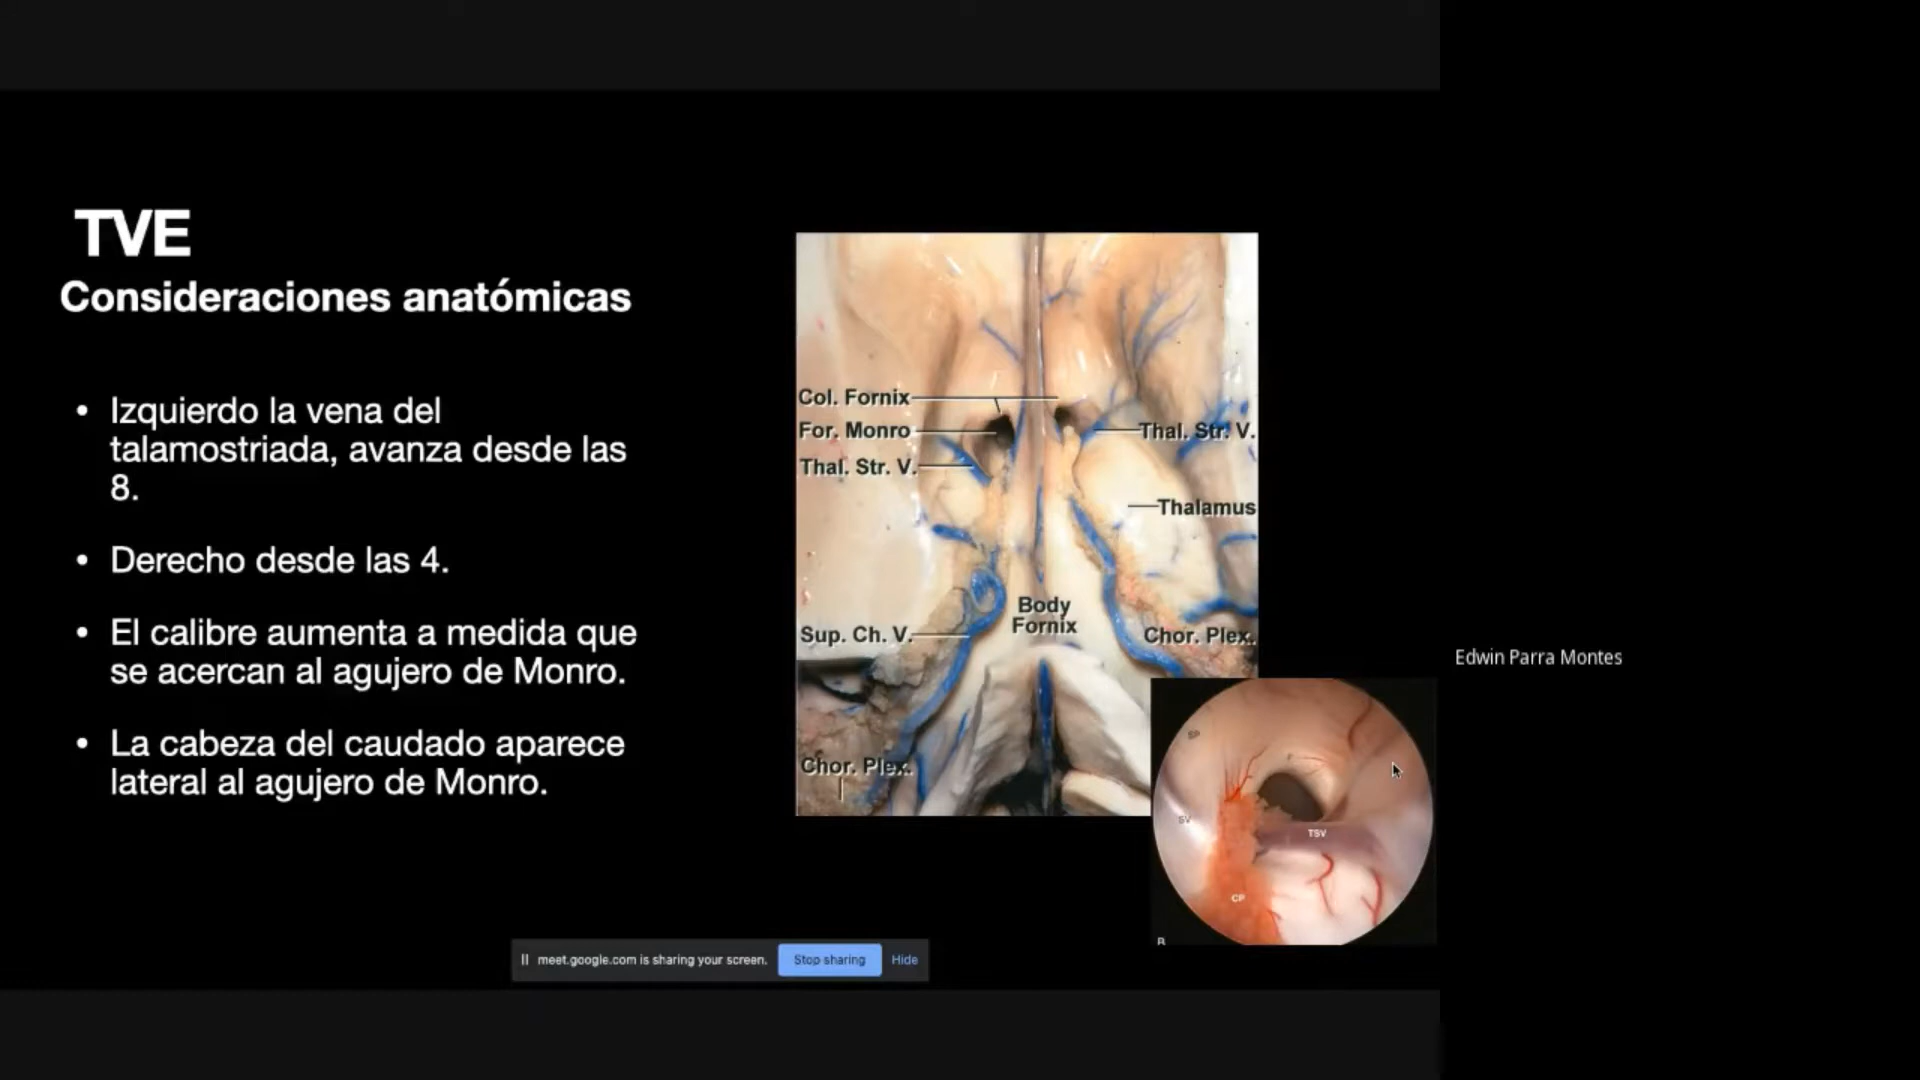 TVE
Consideraciones anatómicas
• Izquierdo la vena del
talamostriada, avanza desde las
8.
• Derecho desde las 4.
• El calibre aumenta a medida que
se acercan al agujero de Monro.
• La cabeza del caudado aparece
lateral al agujero de Monro.
Col. Fornix
For. Monro
Thal. Str. V.
Thal. Str. V.
Thalamus
Body
Fornix
Sup. Ch. V.
Chor. Plex.
Chor. Plex.
SP
SV
TSV
CP
B
Edwin Parra Montes
meet.google.com is sharing your screen.
Stop sharing
Hide